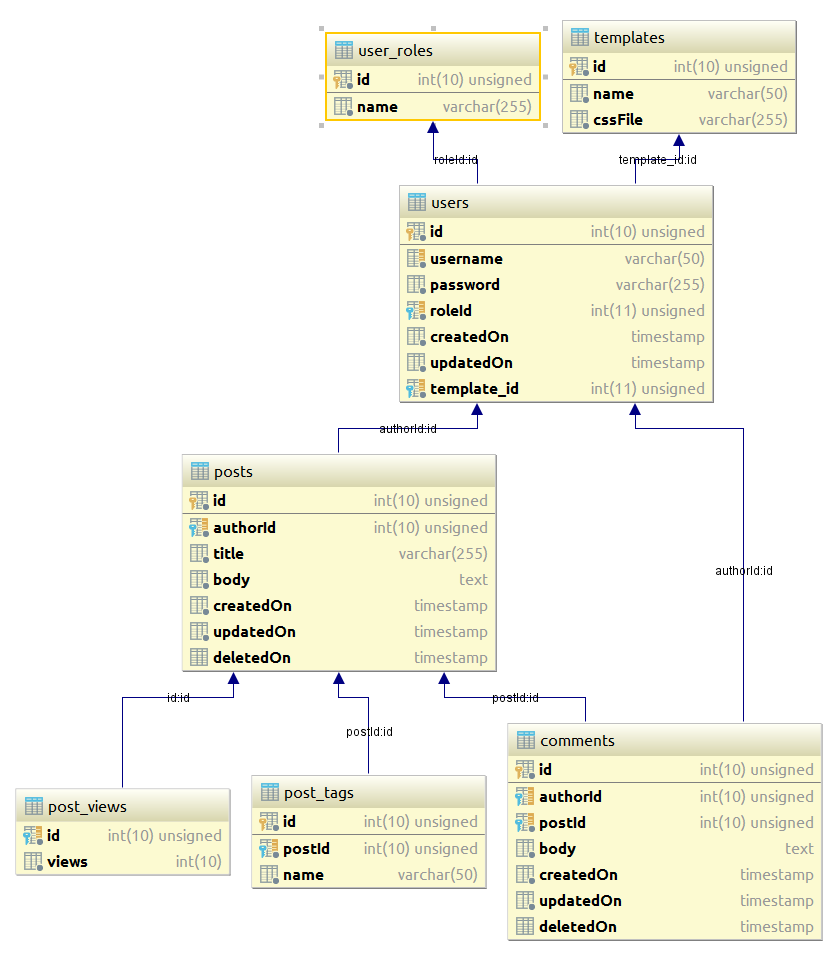 user_roles
id int(10) unsigned
name varchar(255)
templates
id int(10) unsigned
name varchar(50)
cssFile varchar(255)
roleId:id
template_id:id
users
id int(10) unsigned
username varchar(50)
password varchar(255)
roleId int(11) unsigned
createdOn timestamp
updatedOn timestamp
template_id int(11) unsigned
authorId:id
authorId:id
posts
id int(10) unsigned
authorId int(10) unsigned
title varchar(255)
body text
createdOn timestamp
updatedOn timestamp
deletedOn timestamp
id:id
postId:id
postId:id
post_views
id int(10) unsigned
views int(10)
post_tags
id int(10) unsigned
postId int(10) unsigned
name varchar(50)
comments
id int(10) unsigned
authorId int(10) unsigned
postId int(10) unsigned
body text
createdOn timestamp
updatedOn timestamp
deletedOn timestamp